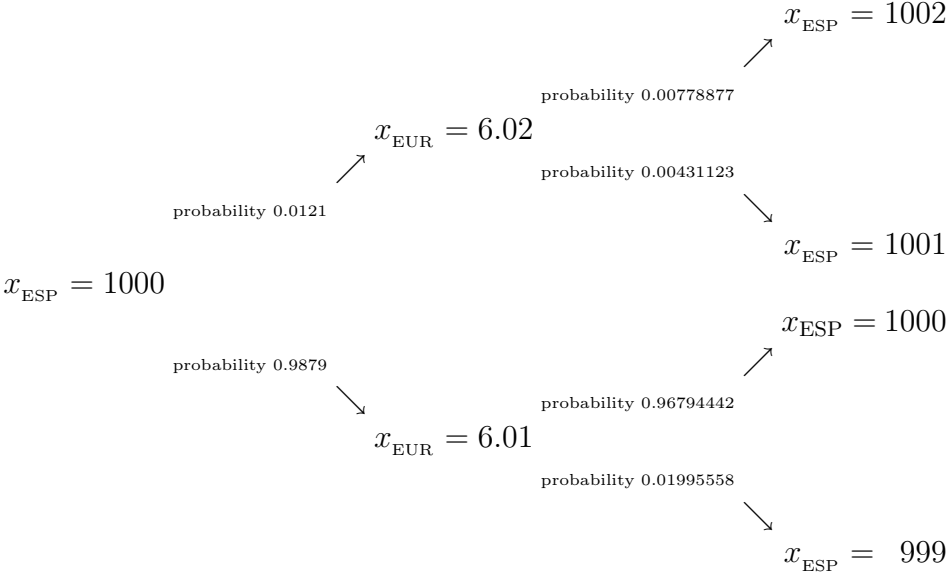 x_ESP = 1002
probability 0.00778877
x_EUR = 6.02
probability 0.00431123
probability 0.0121
x_ESP = 1001
x_ESP = 1000
x_ESP = 1000
probability 0.9879
probability 0.96794442
x_EUR = 6.01
probability 0.01995558
x_ESP = 999